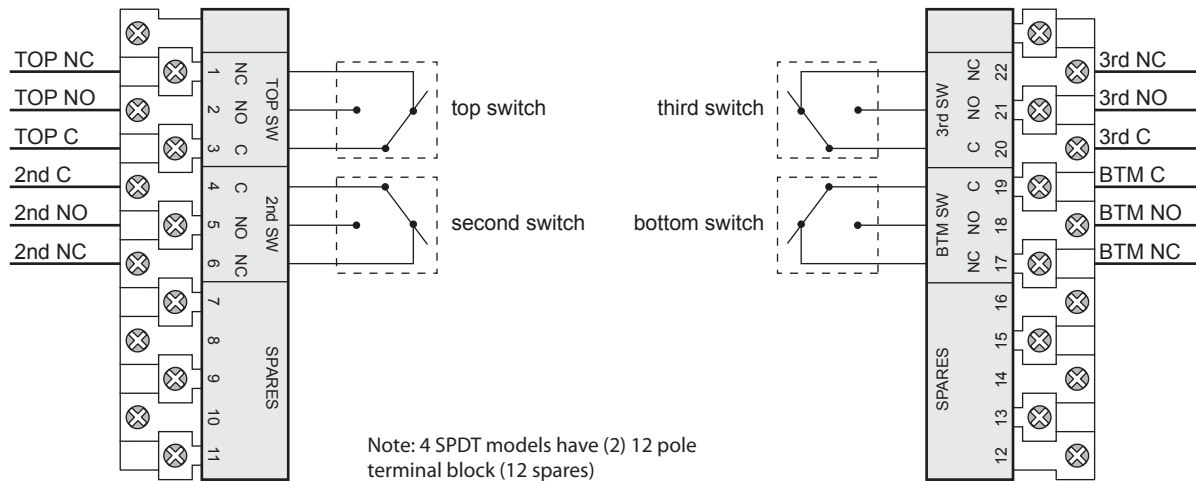 TOP NC
TOP NO
TOP C
2nd C
2nd NO
2nd NC
1 NC
2 NO
3 C
TOP SW
4 C
5 NO
6 NC
2nd SW
7
8
9
10
11
SPARES
top switch
second switch
third switch
bottom switch
22 NC
21 NO
20 C
3rd SW
19 C
18 NO
17 NC
BTM SW
16
15
14
13
12
SPARES
3rd NC
3rd NO
3rd C
BTM C
BTM NO
BTM NC
Note: 4 SPDT models have (2) 12 pole
terminal block (12 spares)